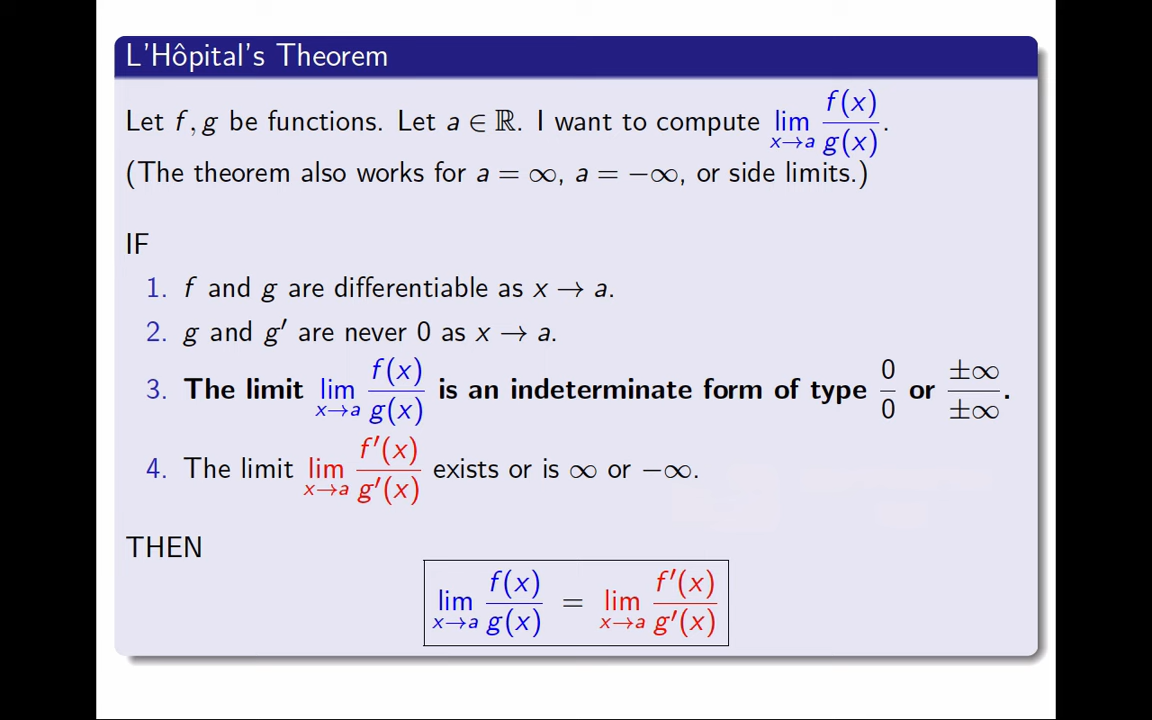 L'Hôpital's Theorem
Let f, g be functions. Let a ∈ ℝ. I want to compute lim_{x→a} f(x)/g(x).
(The theorem also works for a = ∞, a = −∞, or side limits.)
IF
1. f and g are differentiable as x → a.
2. g and g′ are never 0 as x → a.
3. The limit lim_{x→a} f(x)/g(x) is an indeterminate form of type 0/0 or ±∞/±∞.
4. The limit lim_{x→a} f′(x)/g′(x) exists or is ∞ or −∞.
THEN
lim_{x→a} f(x)/g(x) = lim_{x→a} f′(x)/g′(x)